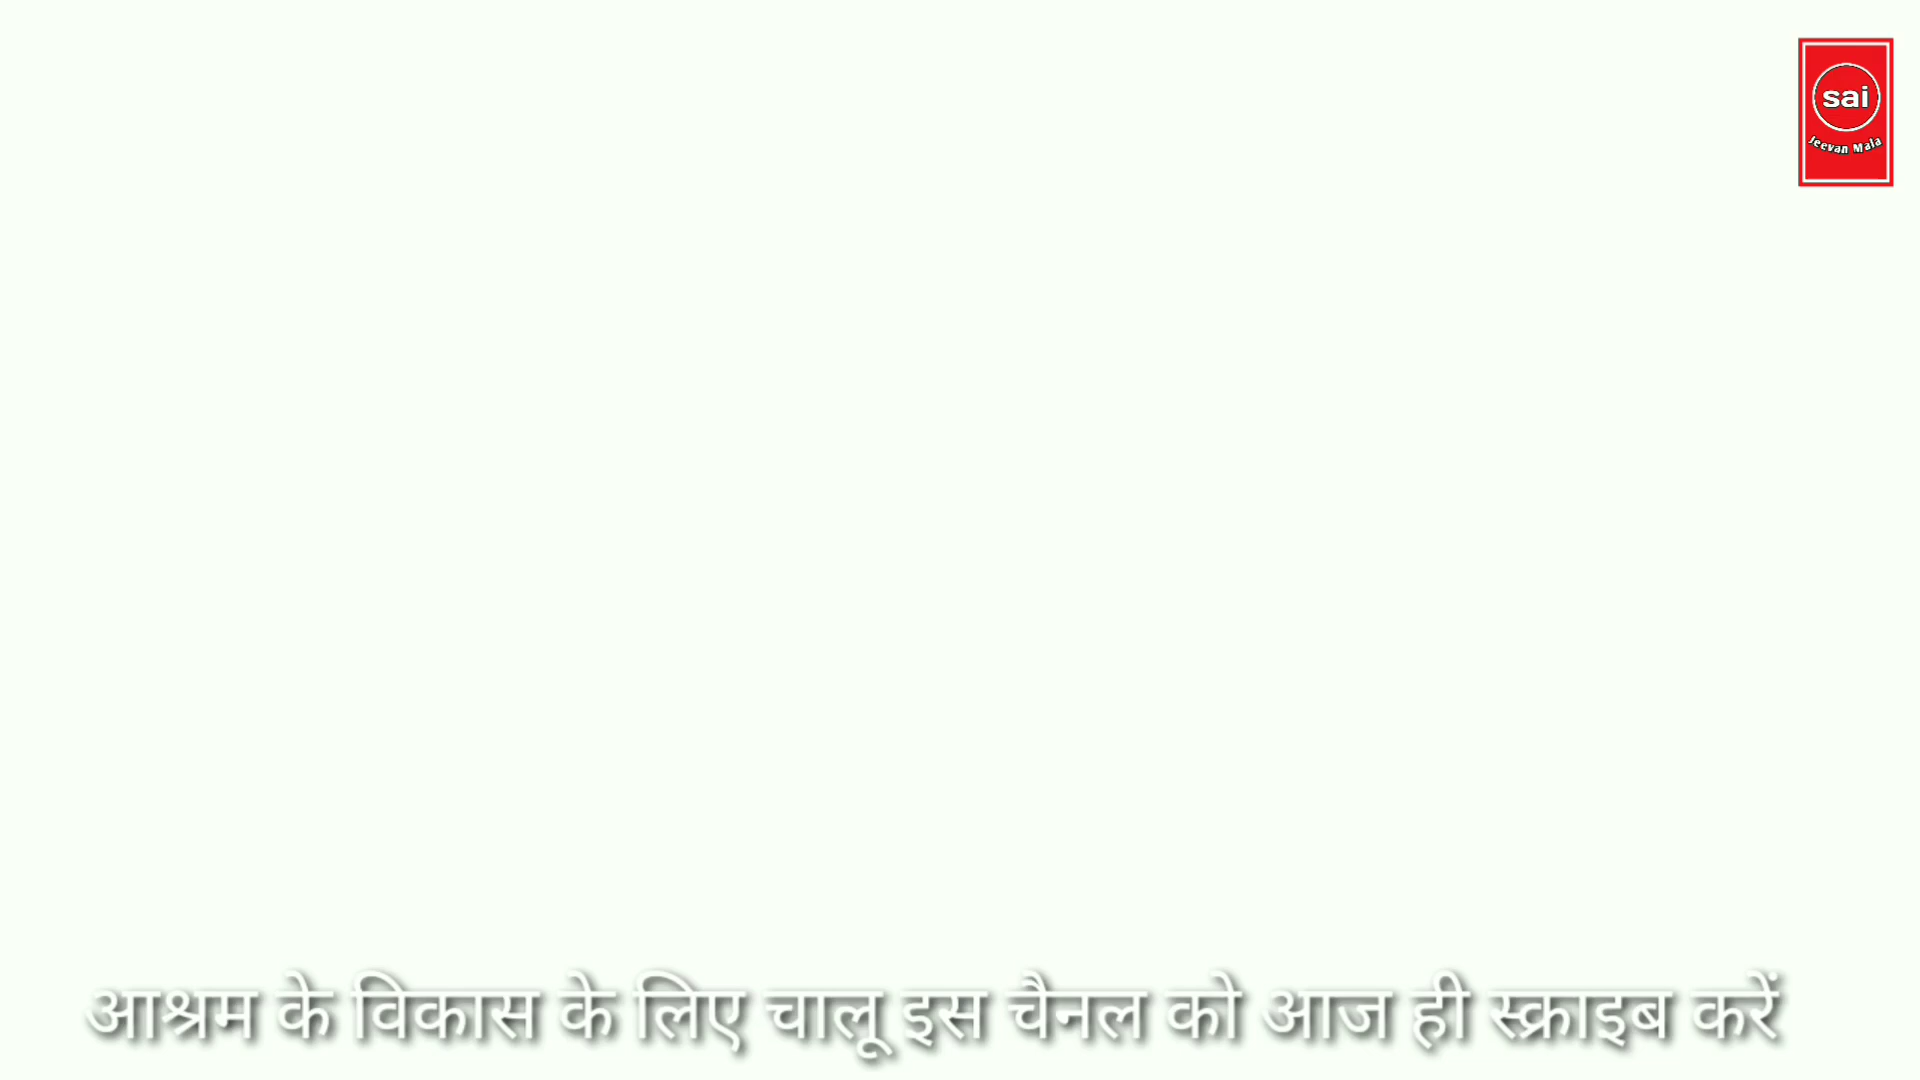 sai
Jeevan Mala
आश्रम के विकास के लिए चालू इस चैनल को आज ही स्क्राइब करें